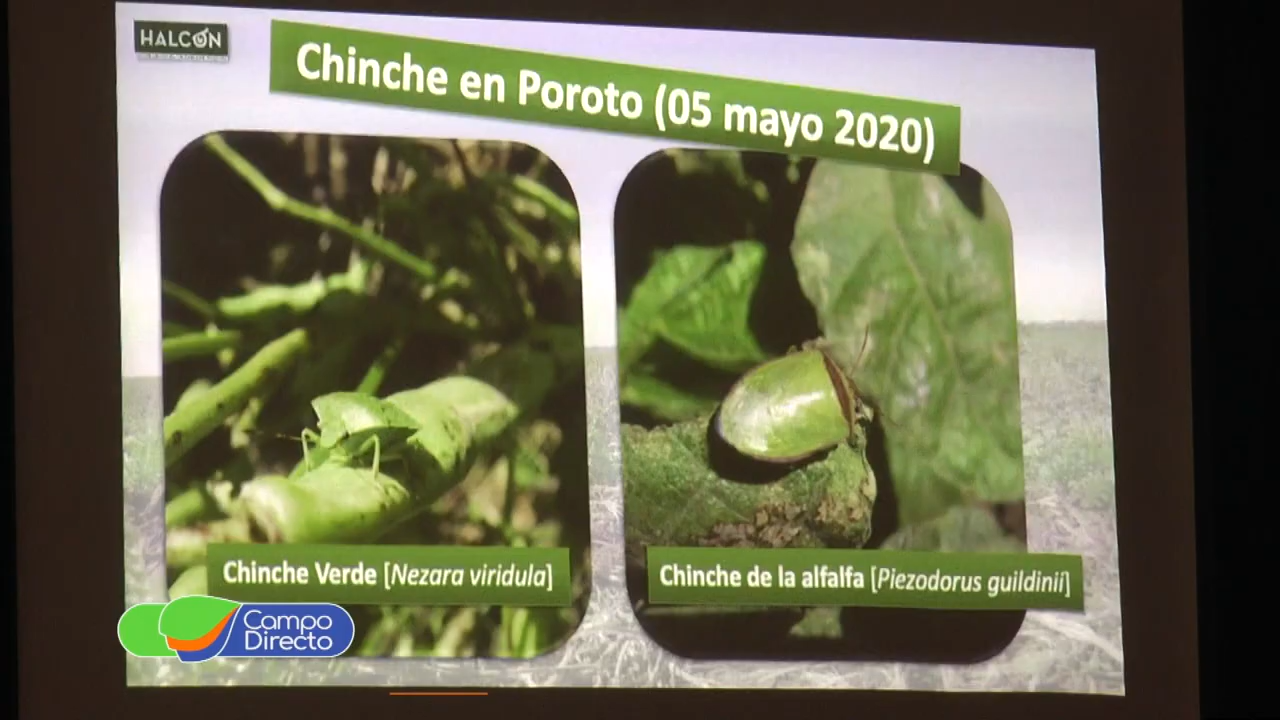 HALCON
Chinche en Poroto (05 mayo 2020)
Chinche Verde [Nezara viridula]
Chinche de la alfalfa [Piezodorus guildinii]
Campo
Directo